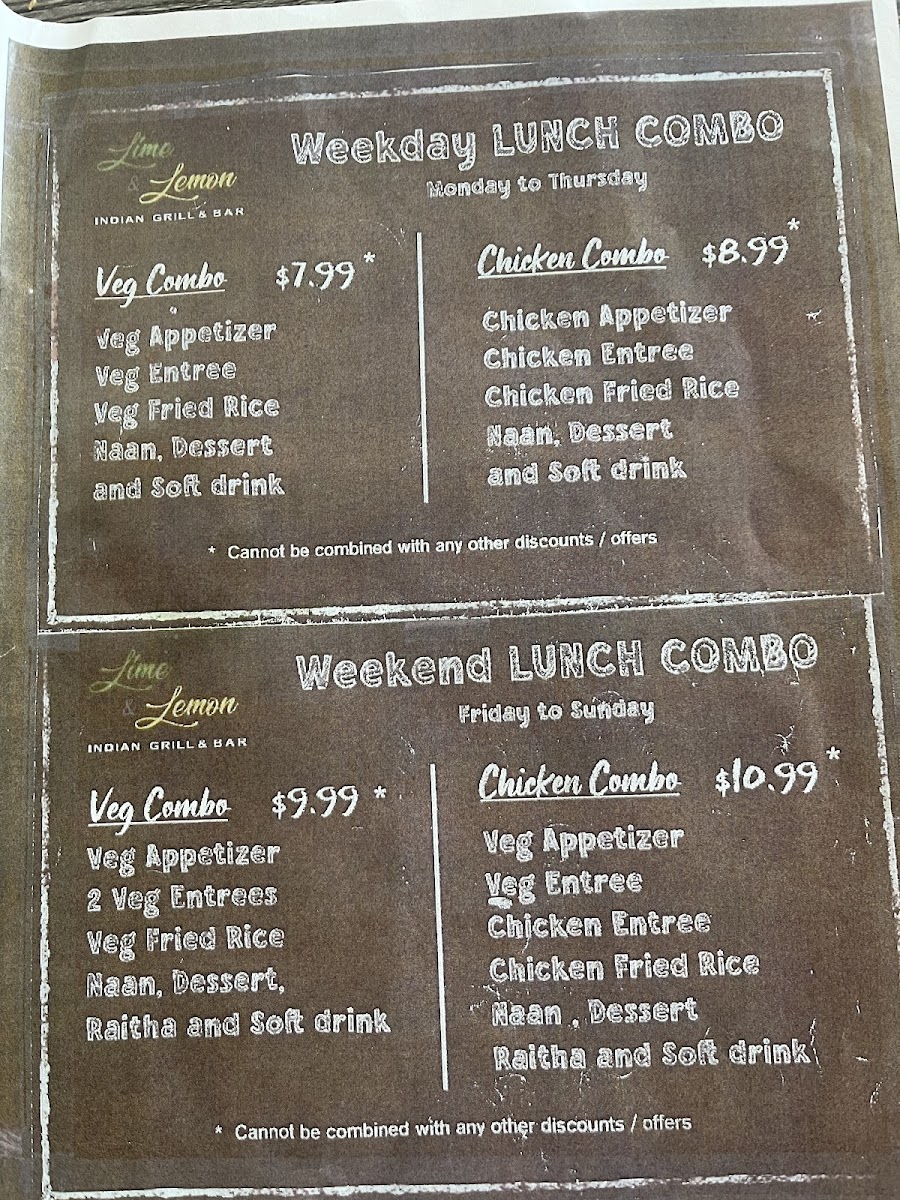 Lime
& Lemon
INDIAN GRILL & BAR
Weekday LUNCH COMBO
Monday to Thursday
Veg Combo $7.99 *
Veg Appetizer
Veg Entree
Veg Fried Rice
Naan, Dessert
and Soft drink
Chicken Combo $8.99 *
Chicken Appetizer
Chicken Entree
Chicken Fried Rice
Naan, Dessert
and Soft drink
* Cannot be combined with any other discounts / offers
Lime
& Lemon
INDIAN GRILL & BAR
Weekend LUNCH COMBO
Friday to Sunday
Veg Combo $9.99 *
Veg Appetizer
2 Veg Entrees
Veg Fried Rice
Naan, Dessert,
Raitha and Soft drink
Chicken Combo $10.99 *
Veg Appetizer
Veg Entree
Chicken Entree
Chicken Fried Rice
Naan , Dessert
Raitha and Soft drink
* Cannot be combined with any other discounts / offers